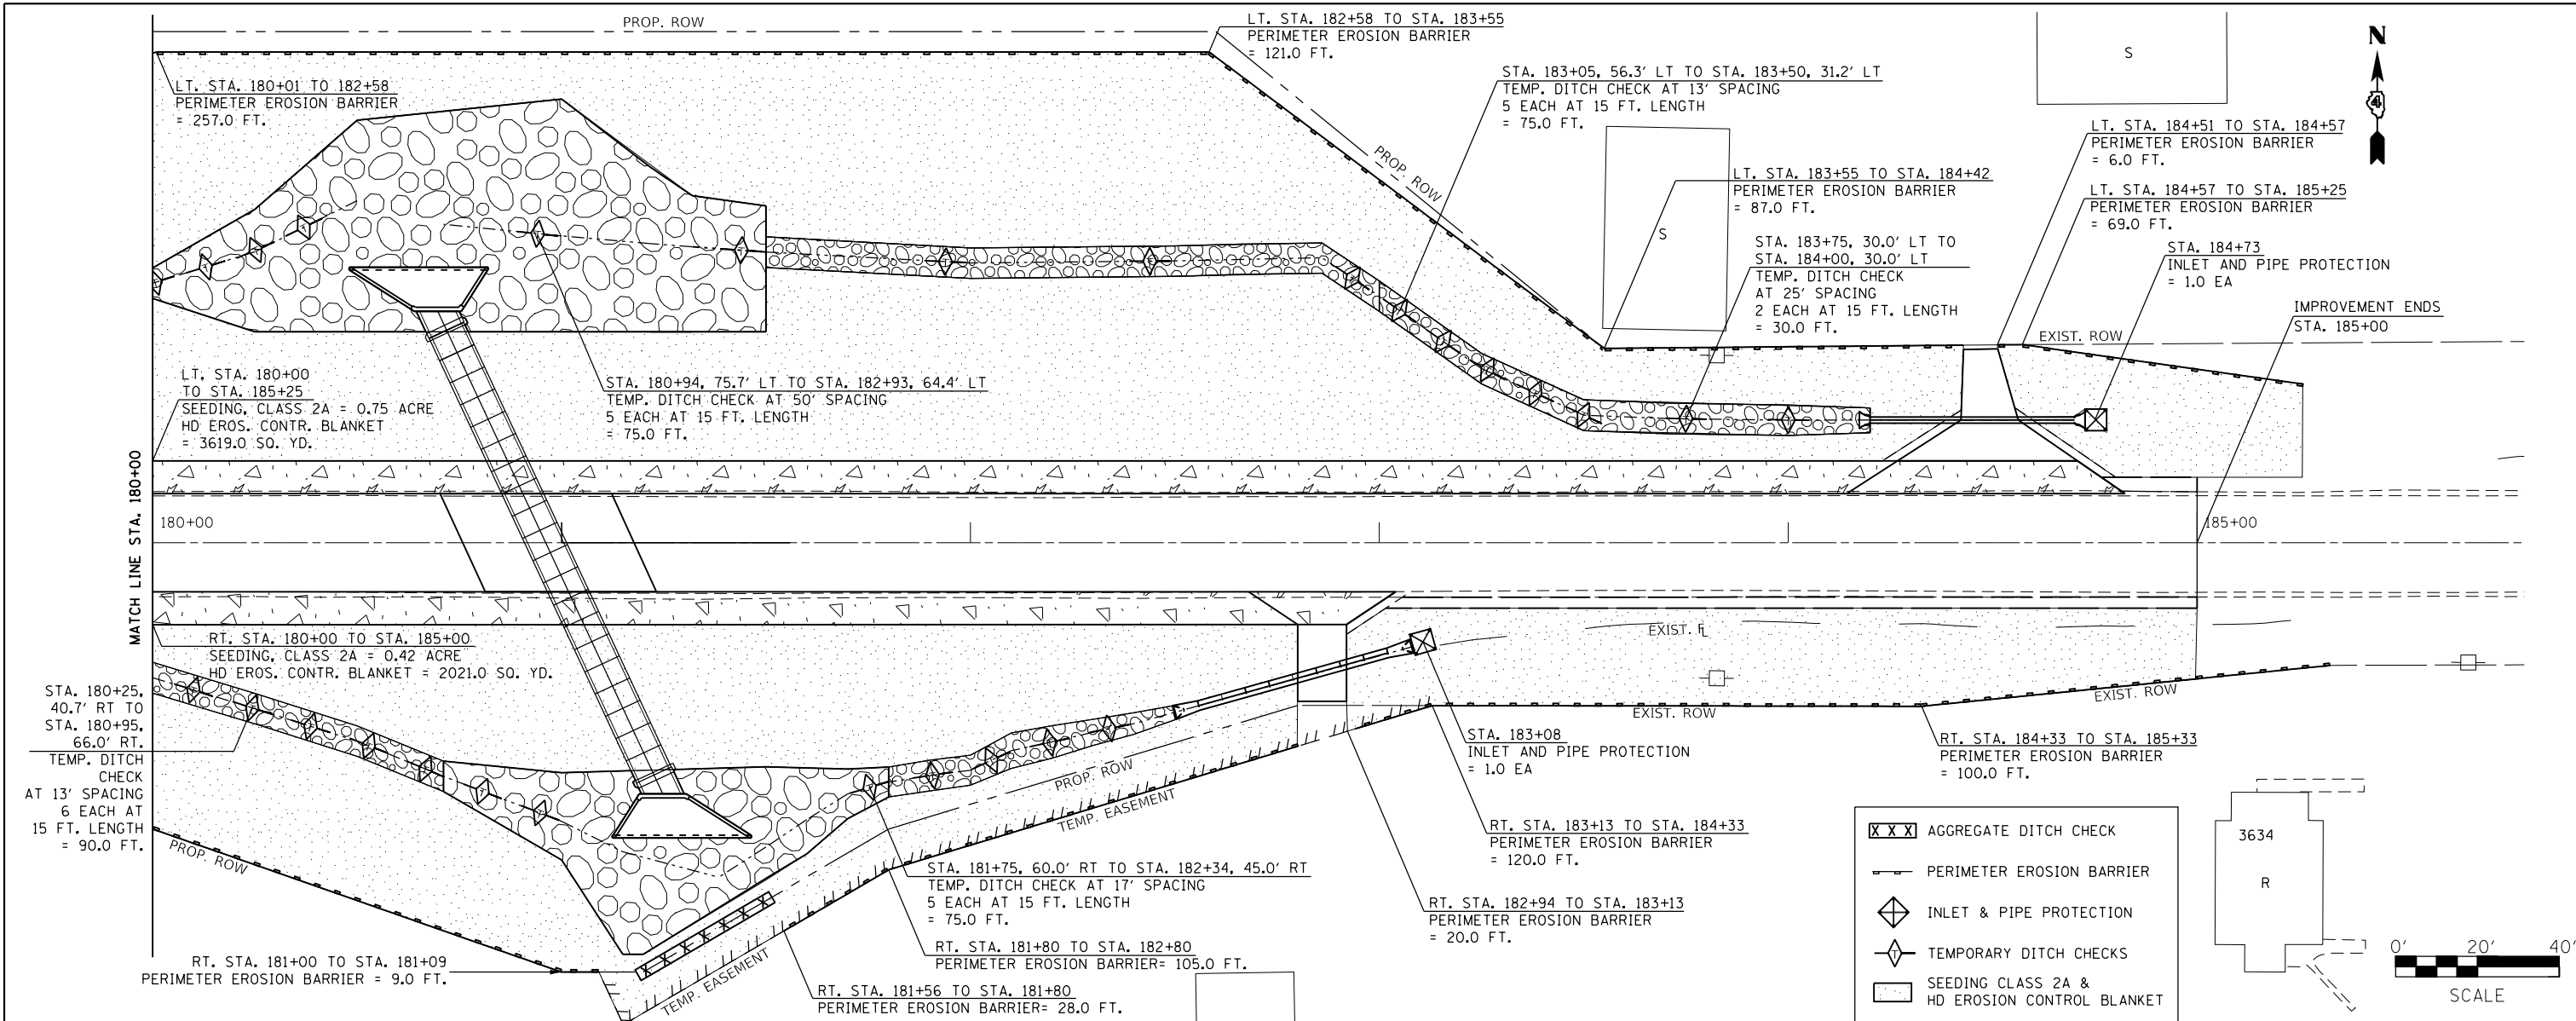 PROP. ROW
LT. STA. 182+58 TO STA. 183+55
PERIMETER EROSION BARRIER
= 121.0 FT.
S
N
4
LT. STA. 180+01 TO 182+58
PERIMETER EROSION BARRIER
= 257.0 FT.
STA. 183+05, 56.3' LT TO STA. 183+50, 31.2' LT
TEMP. DITCH CHECK AT 13' SPACING
5 EACH AT 15 FT. LENGTH
= 75.0 FT.
PROP. ROW
LT. STA. 184+51 TO STA. 184+57
PERIMETER EROSION BARRIER
= 6.0 FT.
LT. STA. 183+55 TO STA. 184+42
PERIMETER EROSION BARRIER
= 87.0 FT.
S
LT. STA. 184+57 TO STA. 185+25
PERIMETER EROSION BARRIER
= 69.0 FT.
STA. 183+75, 30.0' LT TO
STA. 184+00, 30.0' LT
TEMP. DITCH CHECK
AT 25' SPACING
2 EACH AT 15 FT. LENGTH
= 30.0 FT.
STA. 184+73
INLET AND PIPE PROTECTION
= 1.0 EA
IMPROVEMENT ENDS
STA. 185+00
EXIST. ROW
LT. STA. 180+00
TO STA. 185+25
SEEDING, CLASS 2A = 0.75 ACRE
HD EROS. CONTR. BLANKET
= 3619.0 SQ. YD.
STA. 180+94, 75.7' LT TO STA. 182+93, 64.4' LT
TEMP. DITCH CHECK AT 50' SPACING
5 EACH AT 15 FT. LENGTH
= 75.0 FT.
MATCH LINE STA. 180+00
180+00
185+00
RT. STA. 180+00 TO STA. 185+00
SEEDING, CLASS 2A = 0.42 ACRE
HD EROS. CONTR. BLANKET = 2021.0 SQ. YD.
EXIST. FL
STA. 180+25,
40.7' RT TO
STA. 180+95,
66.0' RT.
TEMP. DITCH
CHECK
AT 13' SPACING
6 EACH AT
15 FT. LENGTH
= 90.0 FT.
PROP. ROW
PROP. ROW
TEMP. EASEMENT
EXIST. ROW
EXIST. ROW
STA. 183+08
INLET AND PIPE PROTECTION
= 1.0 EA
RT. STA. 184+33 TO STA. 185+33
PERIMETER EROSION BARRIER
= 100.0 FT.
RT. STA. 183+13 TO STA. 184+33
PERIMETER EROSION BARRIER
= 120.0 FT.
STA. 181+75, 60.0' RT TO STA. 182+34, 45.0' RT
TEMP. DITCH CHECK AT 17' SPACING
5 EACH AT 15 FT. LENGTH
= 75.0 FT.
RT. STA. 182+94 TO STA. 183+13
PERIMETER EROSION BARRIER
= 20.0 FT.
RT. STA. 181+80 TO STA. 182+80
PERIMETER EROSION BARRIER= 105.0 FT.
RT. STA. 181+00 TO STA. 181+09
PERIMETER EROSION BARRIER = 9.0 FT.
TEMP. EASEMENT
RT. STA. 181+56 TO STA. 181+80
PERIMETER EROSION BARRIER= 28.0 FT.
X X X AGGREGATE DITCH CHECK
PERIMETER EROSION BARRIER
INLET & PIPE PROTECTION
T TEMPORARY DITCH CHECKS
SEEDING CLASS 2A &
HD EROSION CONTROL BLANKET
3634
R
0' 20' 40'
SCALE